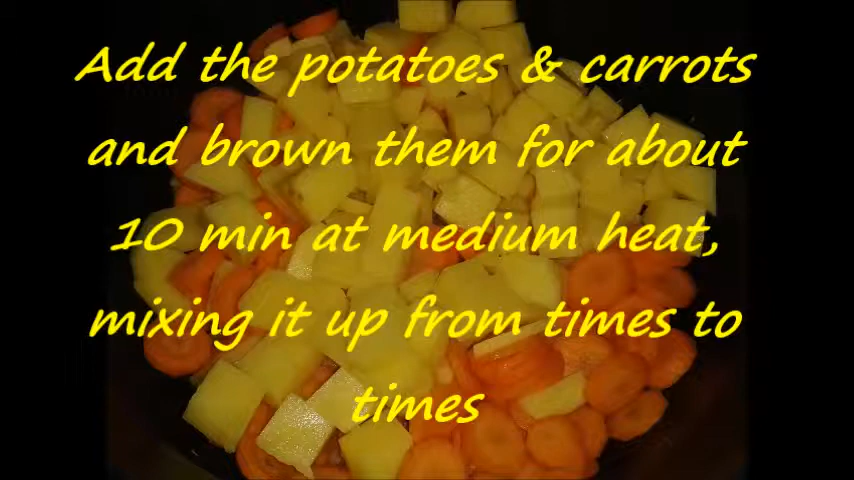 Add the potatoes & carrots
and brown them for about
10 min at medium heat,
mixing it up from times to
times